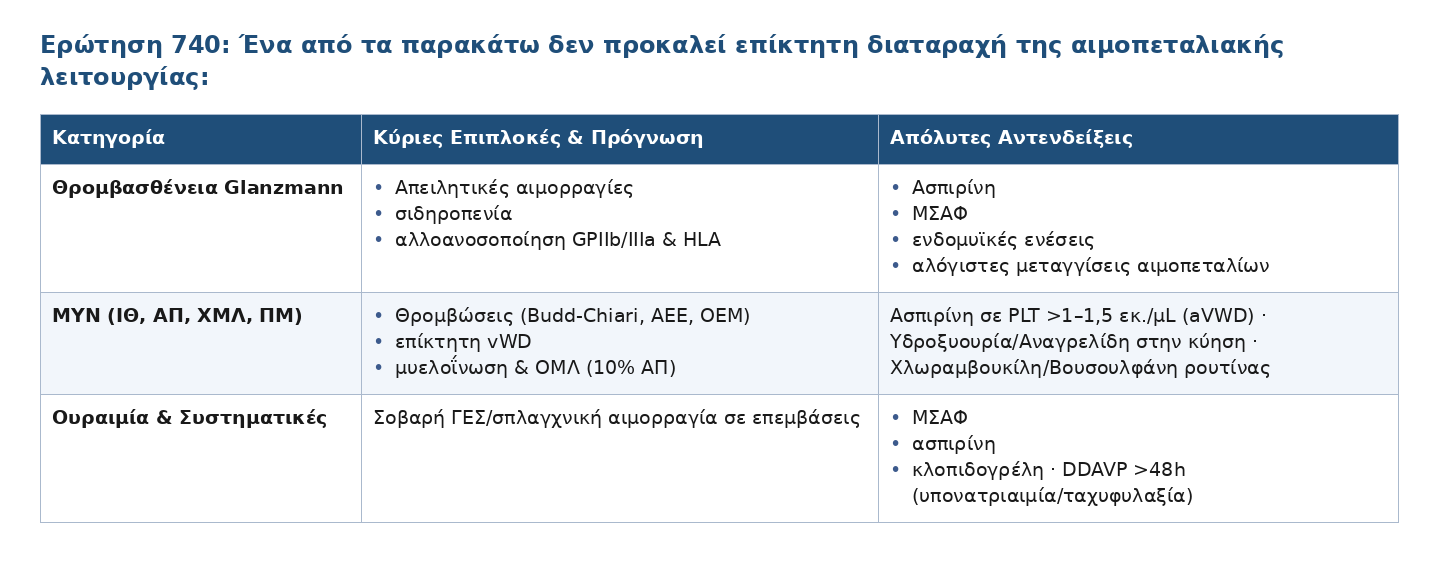 Ερώτηση 740: Ένα από τα παρακάτω δεν προκαλεί επίκτητη διαταραχή της αιμοπεταλιακής
λειτουργίας:
Κατηγορία
Κύριες Επιπλοκές & Πρόγνωση
Απόλυτες Αντενδείξεις
Θρομβασθένεια Glanzmann
• Απειλητικές αιμορραγίες
• σιδηροπενία
• αλλοανοσοποίηση GPIIb/IIIa & HLA
• Ασπιρίνη
• ΜΣΑΦ
• ενδομυϊκές ενέσεις
• αλόγιστες μεταγγίσεις αιμοπεταλίων
ΜΥΝ (ΙΘ, ΑΠ, ΧΜΛ, ΠΜ)
• Θρομβώσεις (Budd-Chiari, ΑΕΕ, ΟΕΜ)
• επίκτητη vWD
• μυελοΐνωση & ΟΜΛ (10% ΑΠ)
Ασπιρίνη σε PLT >1–1,5 εκ./μL (aVWD) ·
Υδροξυουρία/Αναγρελίδη στην κύηση ·
Χλωραμβουκίλη/Βουσουλφάνη ρουτίνας
Ουραιμία & Συστηματικές
Σοβαρή ΓΕΣ/σπλαγχνική αιμορραγία σε επεμβάσεις
• ΜΣΑΦ
• ασπιρίνη
• κλοπιδογρέλη · DDAVP >48h
(υπονατριαιμία/ταχυφυλαξία)